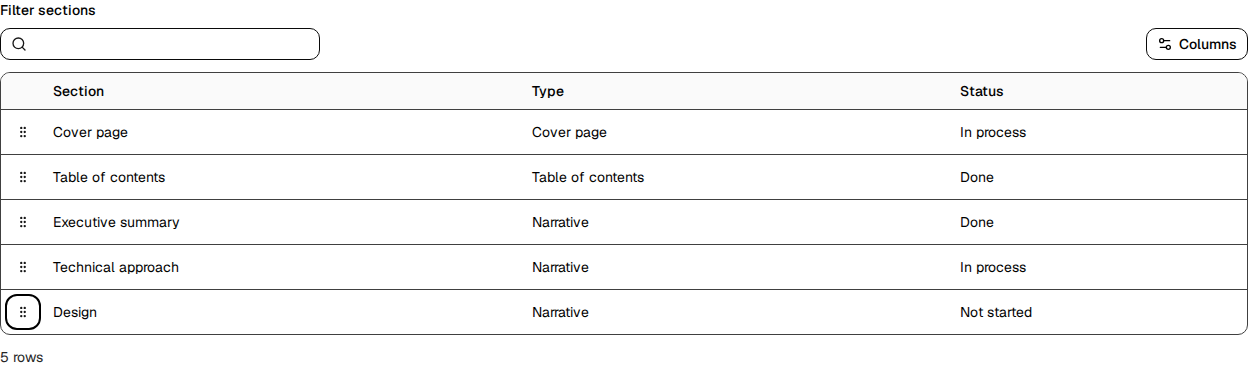 Filter sections
Columns
Section Type Status
Cover page Cover page In process
Table of contents Table of contents Done
Executive summary Narrative Done
Technical approach Narrative In process
Design Narrative Not started
5 rows